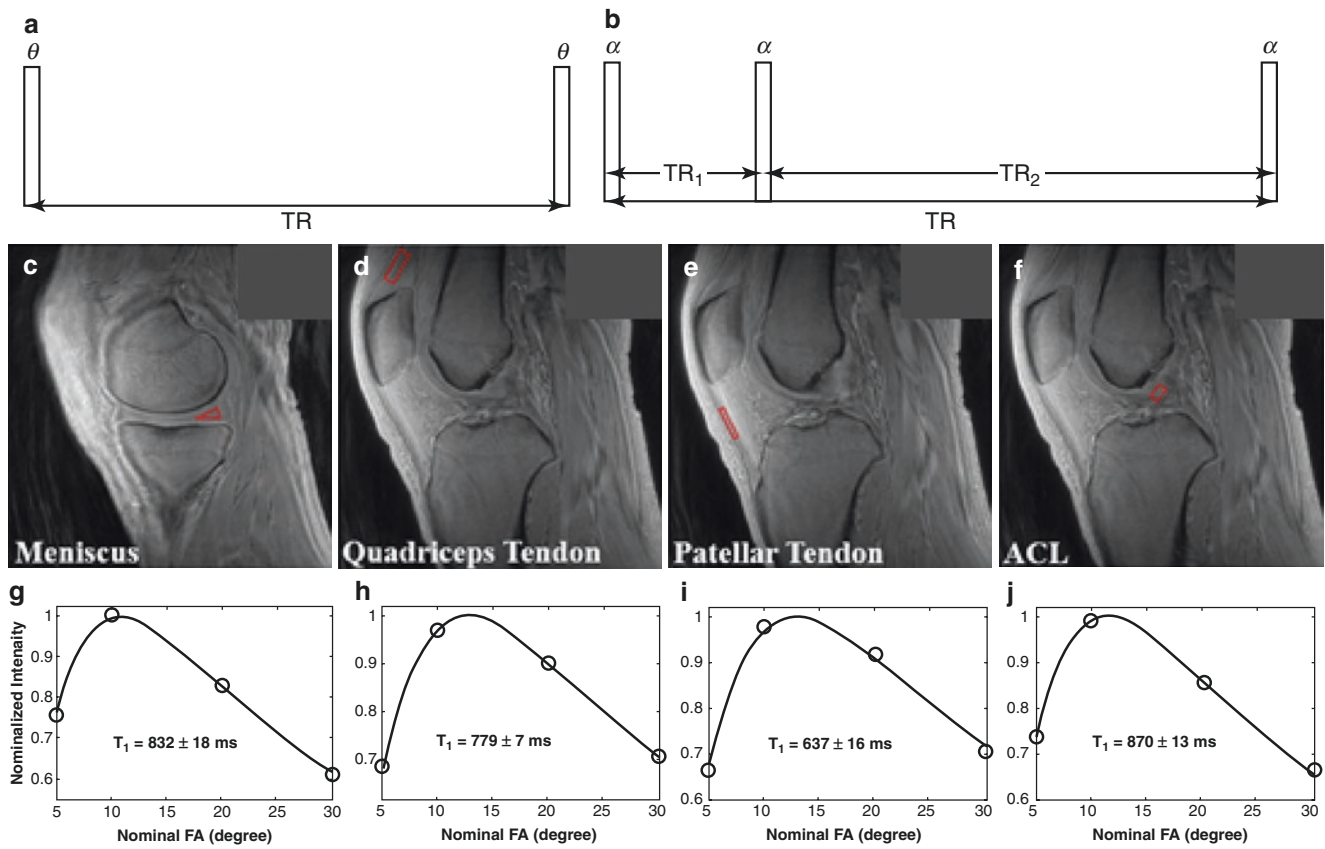 a
θ
θ
TR
b
α
α
α
TR1
TR2
TR
c
Meniscus
d
Quadriceps Tendon
e
Patellar Tendon
f
ACL
g
Nominalized Intenaity
1
0.9
0.8
0.7
0.6
T1 = 832 ± 18 ms
5 10 15 20 25 30
Nominal FA (degree)
h
1
0.9
0.8
0.7
T1 = 779 ± 7 ms
5 10 15 20 25 30
Nominal FA (degree)
i
1
0.9
0.8
0.7
0.6
T1 = 637 ± 16 ms
5 10 15 20 25 30
Nominal FA (degree)
j
1
0.9
0.8
0.7
0.6
T1 = 870 ± 13 ms
5 10 15 20 25 30
Nominal FA (degree)